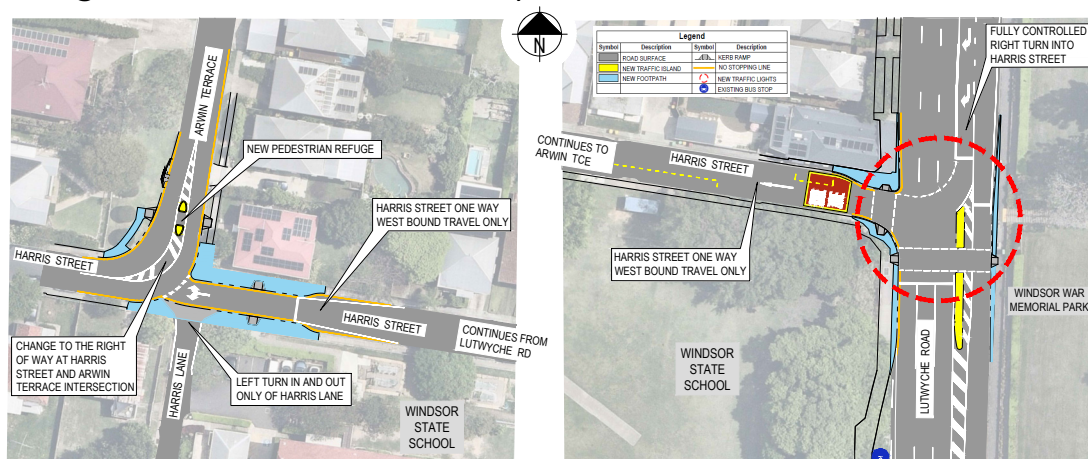 ARWIN TERRACE
NEW PEDESTRIAN REFUGE
HARRIS STREET ONE WAY
WEST BOUND TRAVEL ONLY
HARRIS STREET
HARRIS STREET
CONTINUES FROM
LUTWYCHE RD
CHANGE TO THE RIGHT
OF WAY AT HARRIS
STREET AND ARWIN
TERRACE INTERSECTION
HARRIS LANE
LEFT TURN IN AND OUT
ONLY OF HARRIS LANE
WINDSOR
STATE
SCHOOL
N
Legend
Symbol Description Symbol Description
ROAD SURFACE KERB RAMP
NEW TRAFFIC ISLAND NO STOPPING LINE
NEW FOOTPATH NEW TRAFFIC LIGHTS
EXISTING BUS STOP
FULLY CONTROLLED
RIGHT TURN INTO
HARRIS STREET
CONTINUES TO
ARWIN TCE
HARRIS STREET
HARRIS STREET ONE WAY
WEST BOUND TRAVEL ONLY
WINDSOR WAR
MEMORIAL PARK
WINDSOR
STATE
SCHOOL
LUTWYCHE ROAD